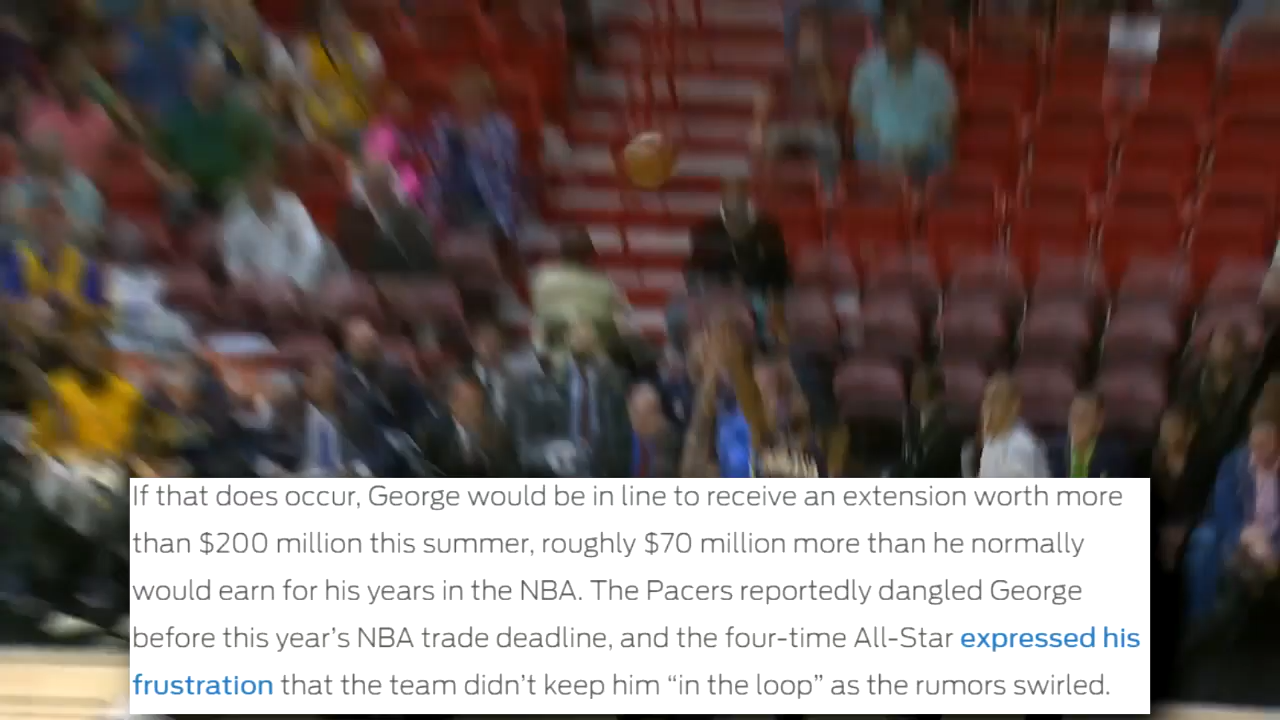 If that does occur, George would be in line to receive an extension worth more
than $200 million this summer, roughly $70 million more than he normally
would earn for his years in the NBA. The Pacers reportedly dangled George
before this year’s NBA trade deadline, and the four-time All-Star expressed his
frustration that the team didn’t keep him “in the loop” as the rumors swirled.